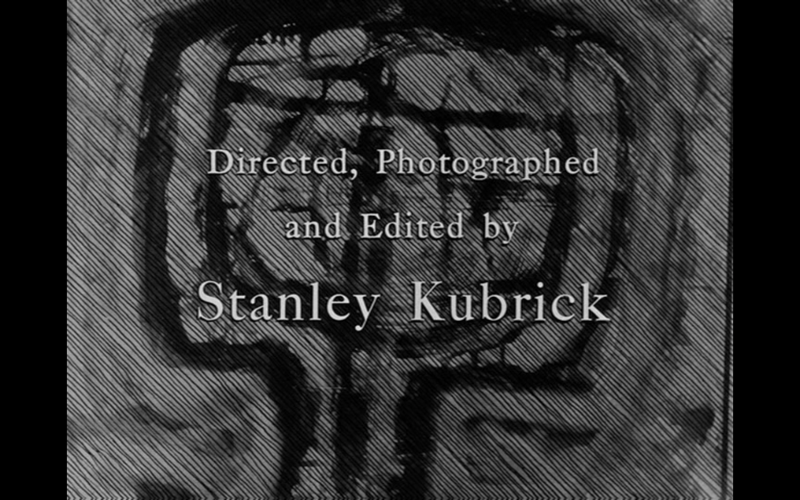 Directed, Photographed
and Edited by
Stanley Kubrick